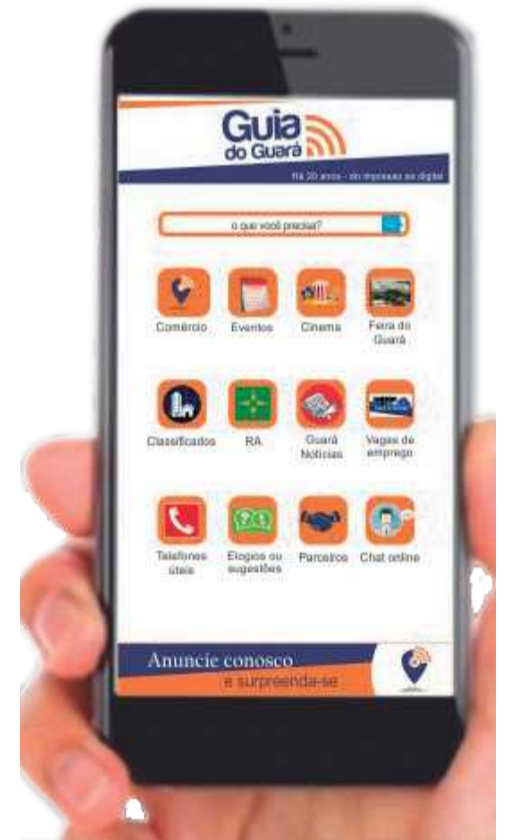 Guia
do Guará
Há 20 anos - do impresso ao digital
o que você precisa?
Comércio
Eventos
Cinema
Feira do
Guará
Classificados
RA
Guará
Notícias
Vagas de
emprego
Telefones
úteis
Elogios ou
sugestões
Parceiros
Chat online
Anuncie conosco
e surpreenda-se